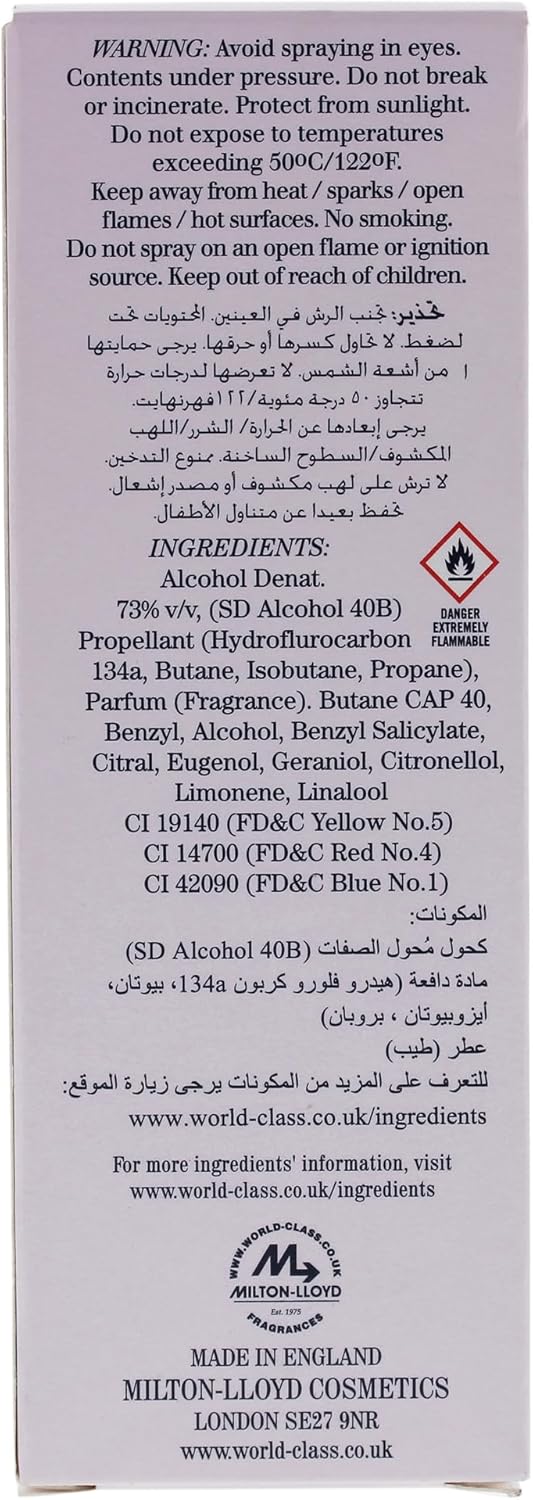 WARNING: Avoid spraying in eyes.
Contents under pressure. Do not break
or incinerate. Protect from sunlight.
Do not expose to temperatures
exceeding 50ºC/122ºF.
Keep away from heat / sparks / open
flames / hot surfaces. No smoking.
Do not spray on an open flame or ignition
source. Keep out of reach of children.
تحذير: تجنب الرش في العينين. المحتويات تحت
لضغط. لا تحاول كسرها أو حرقها. يرجى حمايتها
ا من أشعة الشمس. لا تعرضها لدرجات حرارة
تتجاوز ٥٠ درجة مئوية/١٢٢فهرنهايت.
يرجى إبعادها عن الحرارة/ الشرر/اللهب
المكشوف/السطوح الساخنة. ممنوع التدخين.
لا ترش على لهب مكشوف أو مصدر إشعال.
تحفظ بعيدا عن متناول الأطفال.
INGREDIENTS:
Alcohol Denat.
73% v/v, (SD Alcohol 40B)
Propellant (Hydroflurocarbon
134a, Butane, Isobutane, Propane),
Parfum (Fragrance). Butane CAP 40,
Benzyl, Alcohol, Benzyl Salicylate,
Citral, Eugenol, Geraniol, Citronellol,
Limonene, Linalool
CI 19140 (FD&C Yellow No.5)
CI 14700 (FD&C Red No.4)
CI 42090 (FD&C Blue No.1)
DANGER
EXTREMELY
FLAMMABLE
المكونات:
كحول مُحول الصفات (SD Alcohol 40B)
مادة دافعة (هيدرو فلورو كربون 134a، بيوتان،
أيزوبيوتان ، بروبان)
عطر (طيب)
للتعرف على المزيد من المكونات يرجى زيارة الموقع:
www.world-class.co.uk/ingredients
For more ingredients' information, visit
www.world-class.co.uk/ingredients
WWW.WORLD-CLASS.CO.UK
M
MILTON-LLOYD
Est. 1975
FRAGRANCES
MADE IN ENGLAND
MILTON-LLOYD COSMETICS
LONDON SE27 9NR
www.world-class.co.uk